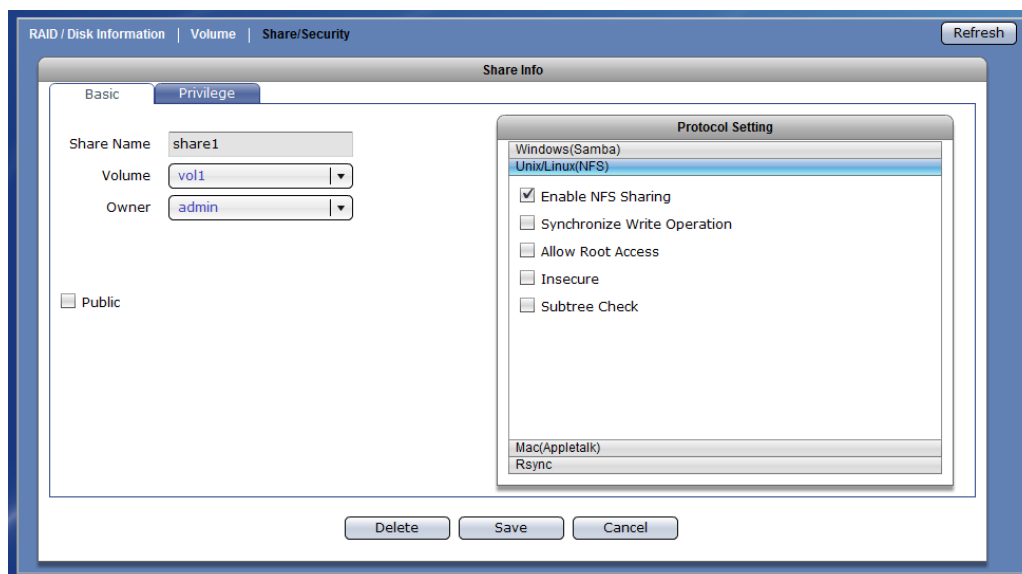 RAID / Disk Information | Volume | Share/Security
Refresh
Share Info
Basic
Privilege
Share Name share1
Volume vol1
Owner admin
Public
Protocol Setting
Windows(Samba)
Unix/Linux(NFS)
Enable NFS Sharing
Synchronize Write Operation
Allow Root Access
Insecure
Subtree Check
Mac(Appletalk)
Rsync
Delete
Save
Cancel